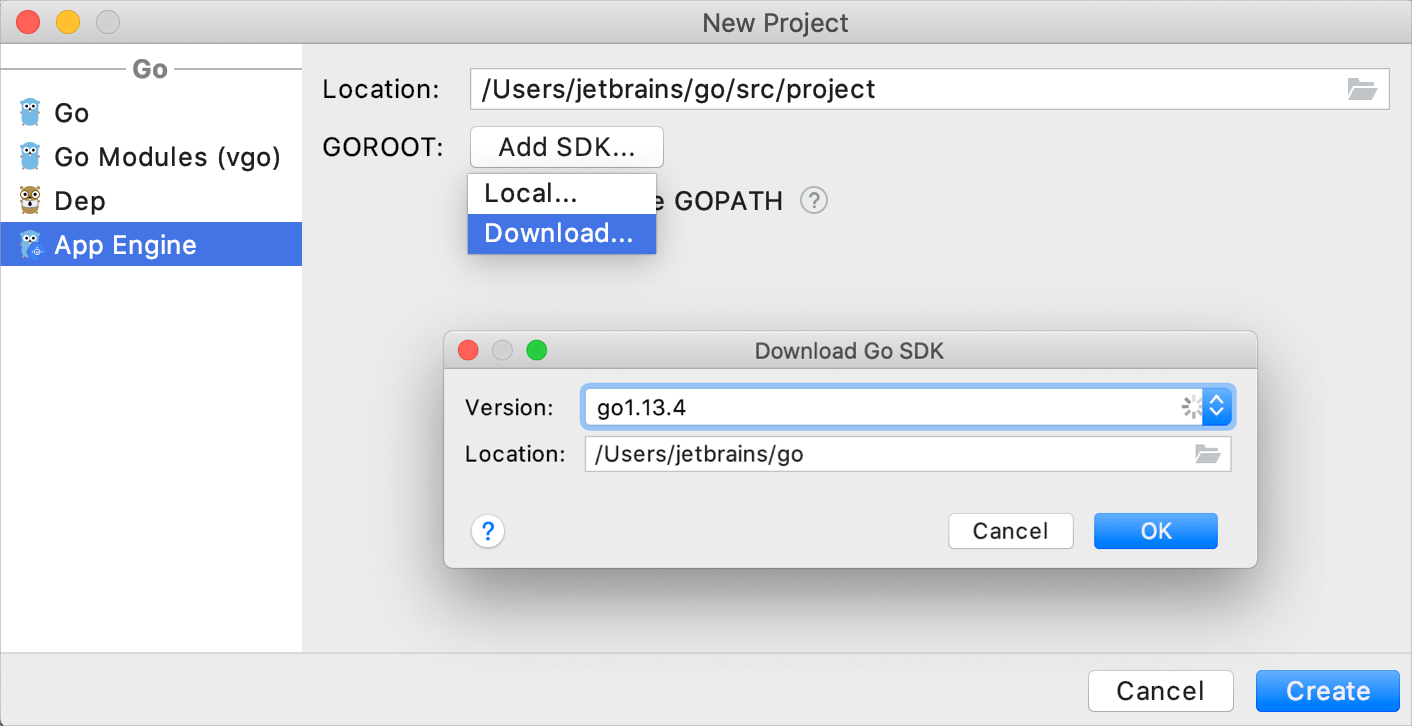 New Project
Go
Go
Go Modules (vgo)
Dep
App Engine
Location: /Users/jetbrains/go/src/project
GOROOT: Add SDK...
Local...
GOPATH ?
Download...
Download Go SDK
Version: go1.13.4
Location: /Users/jetbrains/go
? Cancel OK
Cancel Create